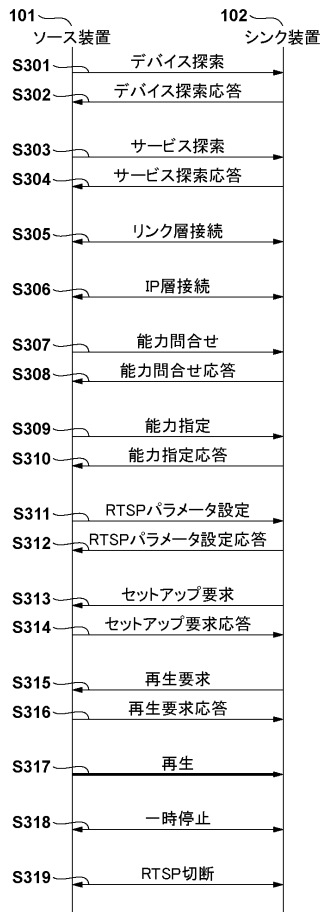 101 102
ソース装置 シンク装置
S301 デバイス探索
S302 デバイス探索応答
S303 サービス探索
S304 サービス探索応答
S305 リンク層接続
S306 IP層接続
S307 能力問合せ
S308 能力問合せ応答
S309 能力指定
S310 能力指定応答
S311 RTSPパラメータ設定
S312 RTSPパラメータ設定応答
S313 セットアップ要求
S314 セットアップ要求応答
S315 再生要求
S316 再生要求応答
S317 再生
S318 一時停止
S319 RTSP切断